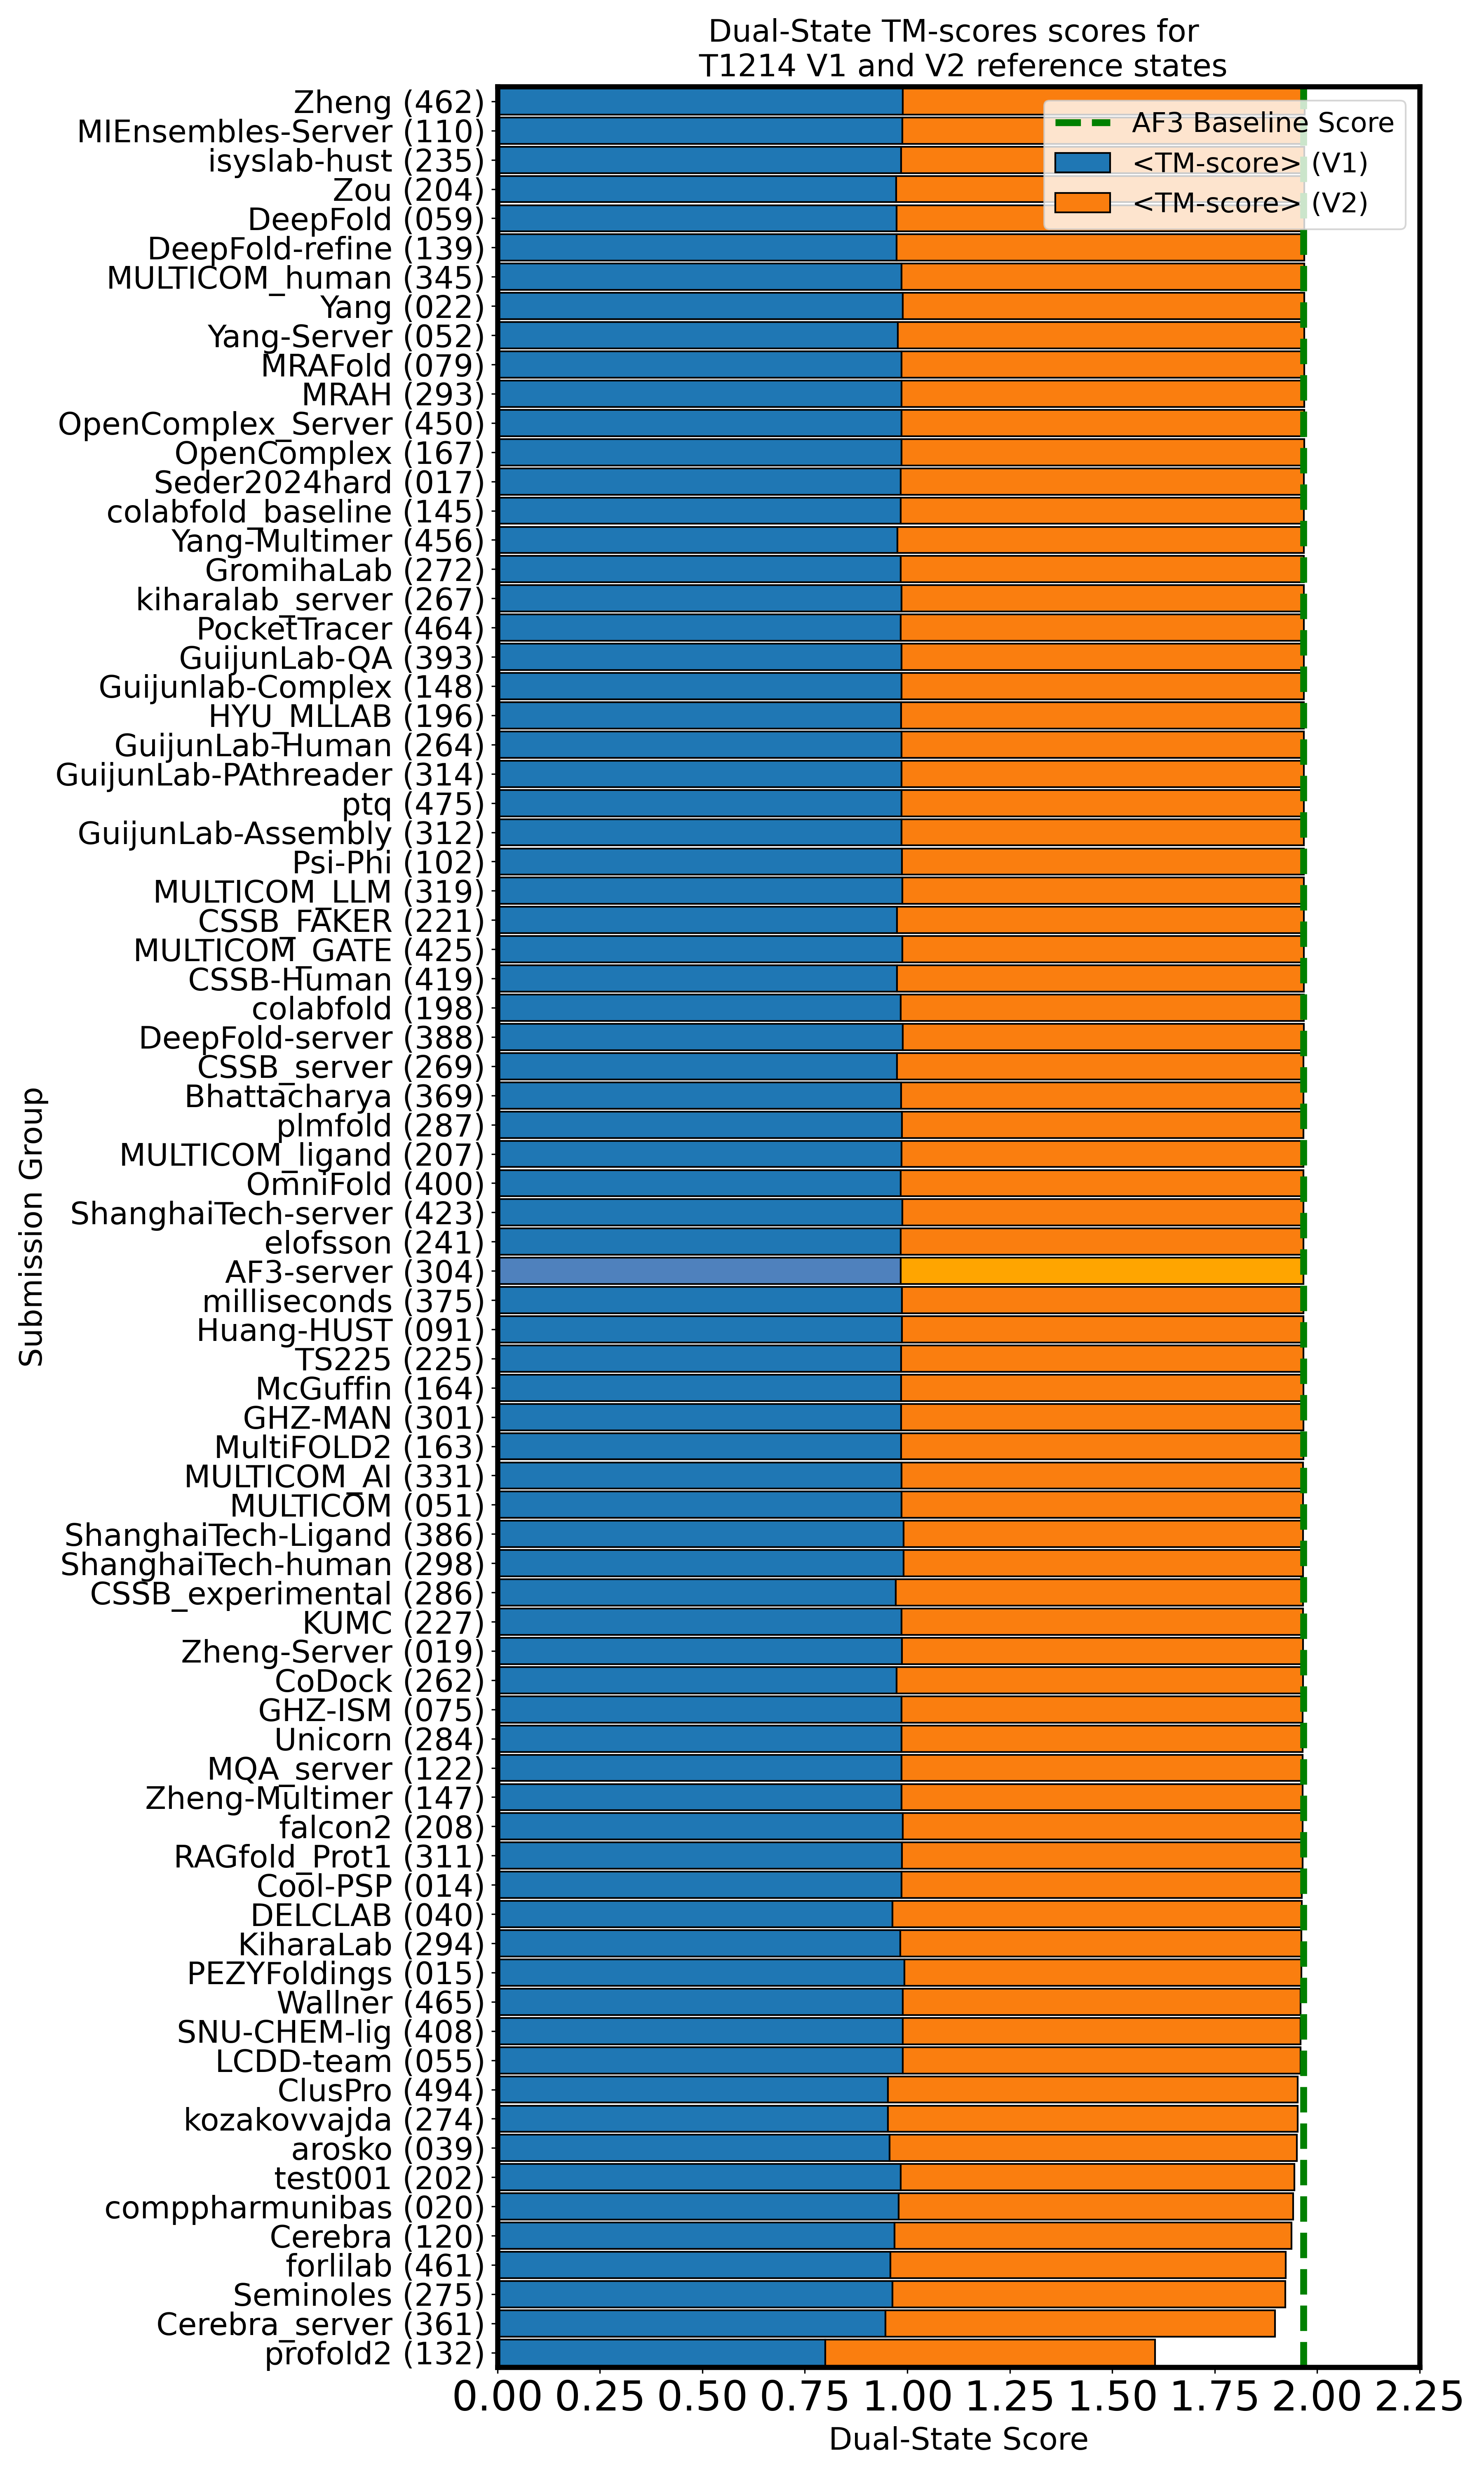 Dual-State TM-scores scores for
T1214 V1 and V2 reference states
AF3 Baseline Score
<TM-score> (V1)
<TM-score> (V2)
Submission Group
Zheng (462)
MIEnsembles-Server (110)
isyslab-hust (235)
Zou (204)
DeepFold (059)
DeepFold-refine (139)
MULTICOM_human (345)
Yang (022)
Yang-Server (052)
MRAFold (079)
MRAH (293)
OpenComplex_Server (450)
OpenComplex (167)
Seder2024hard (017)
colabfold_baseline (145)
Yang-Multimer (456)
GromihaLab (272)
kiharalab_server (267)
PocketTracer (464)
GuijunLab-QA (393)
Guijunlab-Complex (148)
HYU_MLLAB (196)
GuijunLab-Human (264)
GuijunLab-PAthreader (314)
ptq (475)
GuijunLab-Assembly (312)
Psi-Phi (102)
MULTICOM_LLM (319)
CSSB_FAKER (221)
MULTICOM_GATE (425)
CSSB-Human (419)
colabfold (198)
DeepFold-server (388)
CSSB_server (269)
Bhattacharya (369)
plmfold (287)
MULTICOM_ligand (207)
OmniFold (400)
ShanghaiTech-server (423)
elofsson (241)
AF3-server (304)
milliseconds (375)
Huang-HUST (091)
TS225 (225)
McGuffin (164)
GHZ-MAN (301)
MultiFOLD2 (163)
MULTICOM_AI (331)
MULTICOM (051)
ShanghaiTech-Ligand (386)
ShanghaiTech-human (298)
CSSB_experimental (286)
KUMC (227)
Zheng-Server (019)
CoDock (262)
GHZ-ISM (075)
Unicorn (284)
MQA_server (122)
Zheng-Multimer (147)
falcon2 (208)
RAGfold_Prot1 (311)
Cool-PSP (014)
DELCLAB (040)
KiharaLab (294)
PEZYFoldings (015)
Wallner (465)
SNU-CHEM-lig (408)
LCDD-team (055)
ClusPro (494)
kozakovvajda (274)
arosko (039)
test001 (202)
comppharmunibas (020)
Cerebra (120)
forlilab (461)
Seminoles (275)
Cerebra_server (361)
profold2 (132)
0.00 0.25 0.50 0.75 1.00 1.25 1.50 1.75 2.00 2.25
Dual-State Score